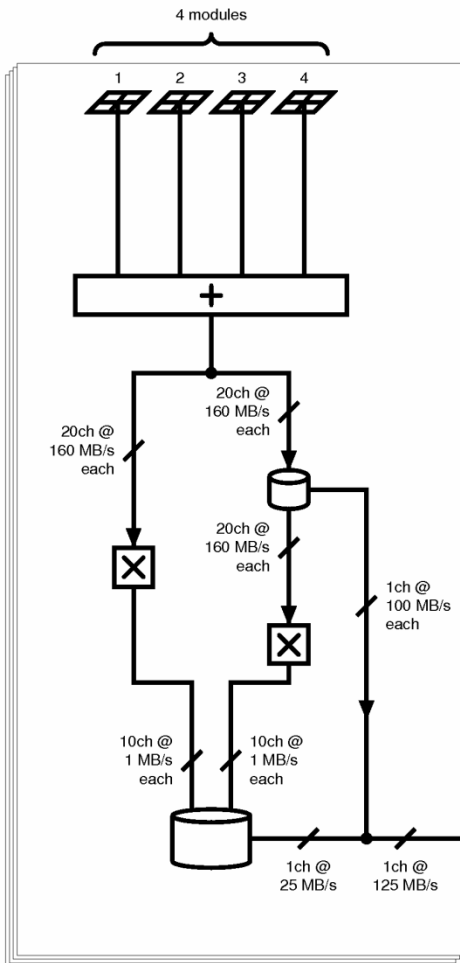 4 modules
1 2 3 4
+
20ch @
160 MB/s
each
20ch @
160 MB/s
each
20ch @
160 MB/s
each
1ch @
100 MB/s
each
10ch @
1 MB/s
each
10ch @
1 MB/s
each
1ch @
25 MB/s
1ch @
125 MB/s